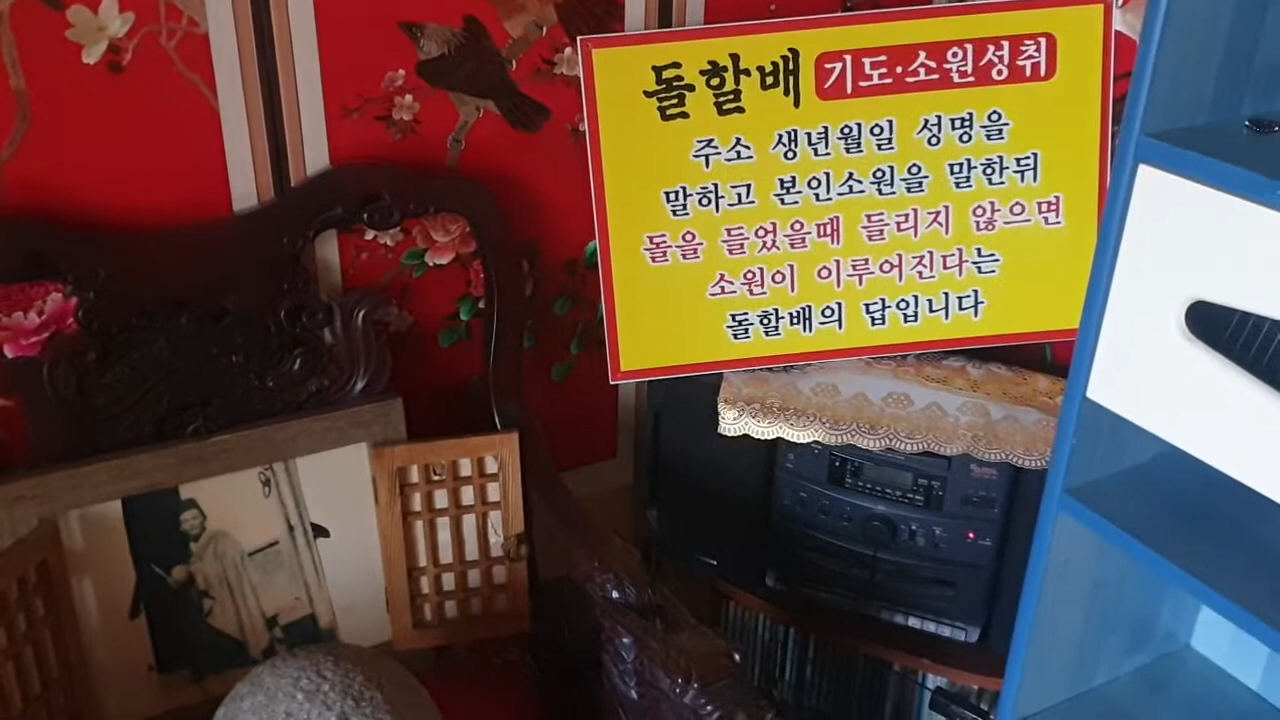 돌할배 기도·소원성취
주소 생년월일 성명을
말하고 본인소원을 말한뒤
돌을 들었을때 들리지 않으면
소원이 이루어진다는
돌할배의 답입니다